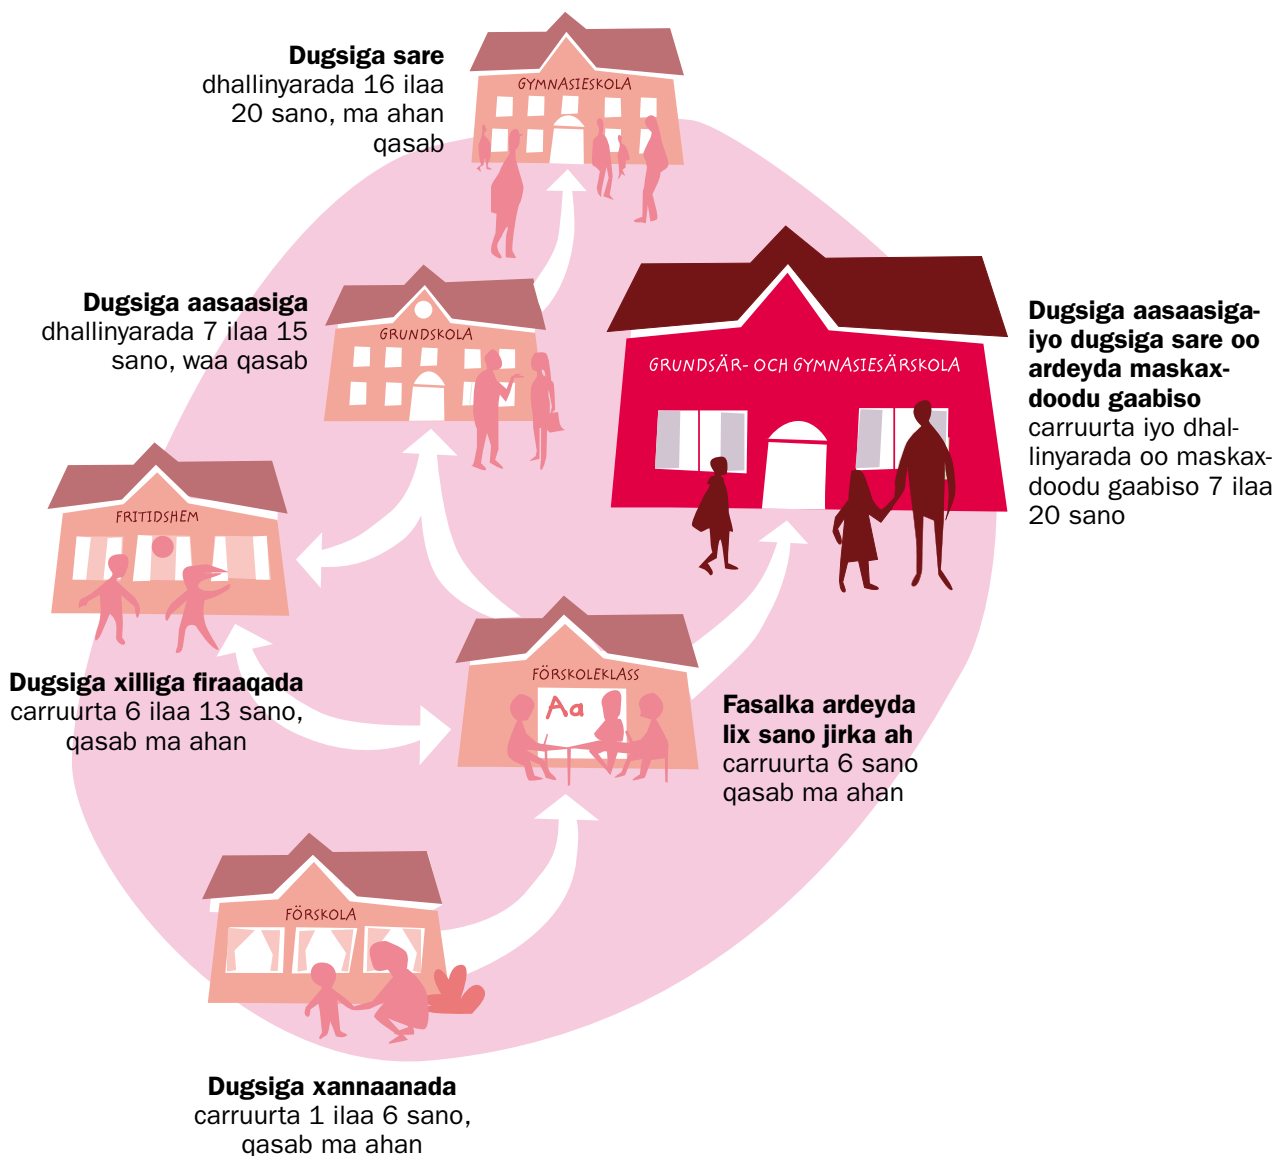 Dugsiga sare
dhallinyarada 16 ilaa
20 sano, ma ahan
qasab
GYMNASIESKOLA
Dugsiga aasaasiga
dhallinyarada 7 ilaa 15
sano, waa qasab
GRUNDSKOLA
GRUNDSÄR- OCH GYMNASIESÄRSKOLA
Dugsiga aasaasiga-
iyo dugsiga sare oo
ardeyda maskax-
doodu gaabiso
carruurta iyo dhal-
linyarada oo maskax-
doodu gaabiso 7 ilaa
20 sano
FRITIDSHEM
Dugsiga xilliga firaaqada
carruurta 6 ilaa 13 sano,
qasab ma ahan
FÖRSKOLEKLASS
Aa
Fasalka ardeyda
lix sano jirka ah
carruurta 6 sano
qasab ma ahan
FÖRSKOLA
Dugsiga xannaanada
carruurta 1 ilaa 6 sano,
qasab ma ahan